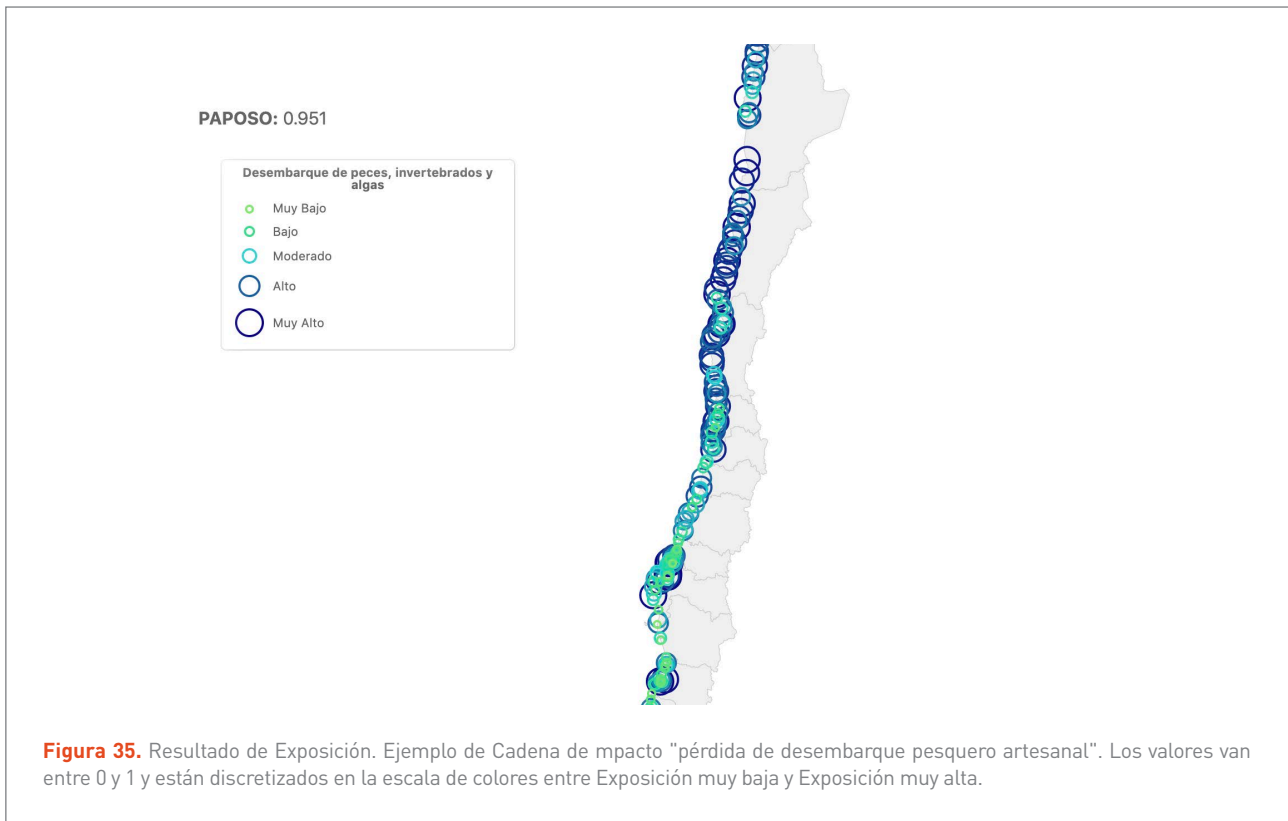 PAPOSO: 0.951
Desembarque de peces, invertebrados y
algas
Muy Bajo
Bajo
Moderado
Alto
Muy Alto
Figura 35. Resultado de Exposición. Ejemplo de Cadena de mpacto "pérdida de desembarque pesquero artesanal". Los valores van
entre 0 y 1 y están discretizados en la escala de colores entre Exposición muy baja y Exposición muy alta.